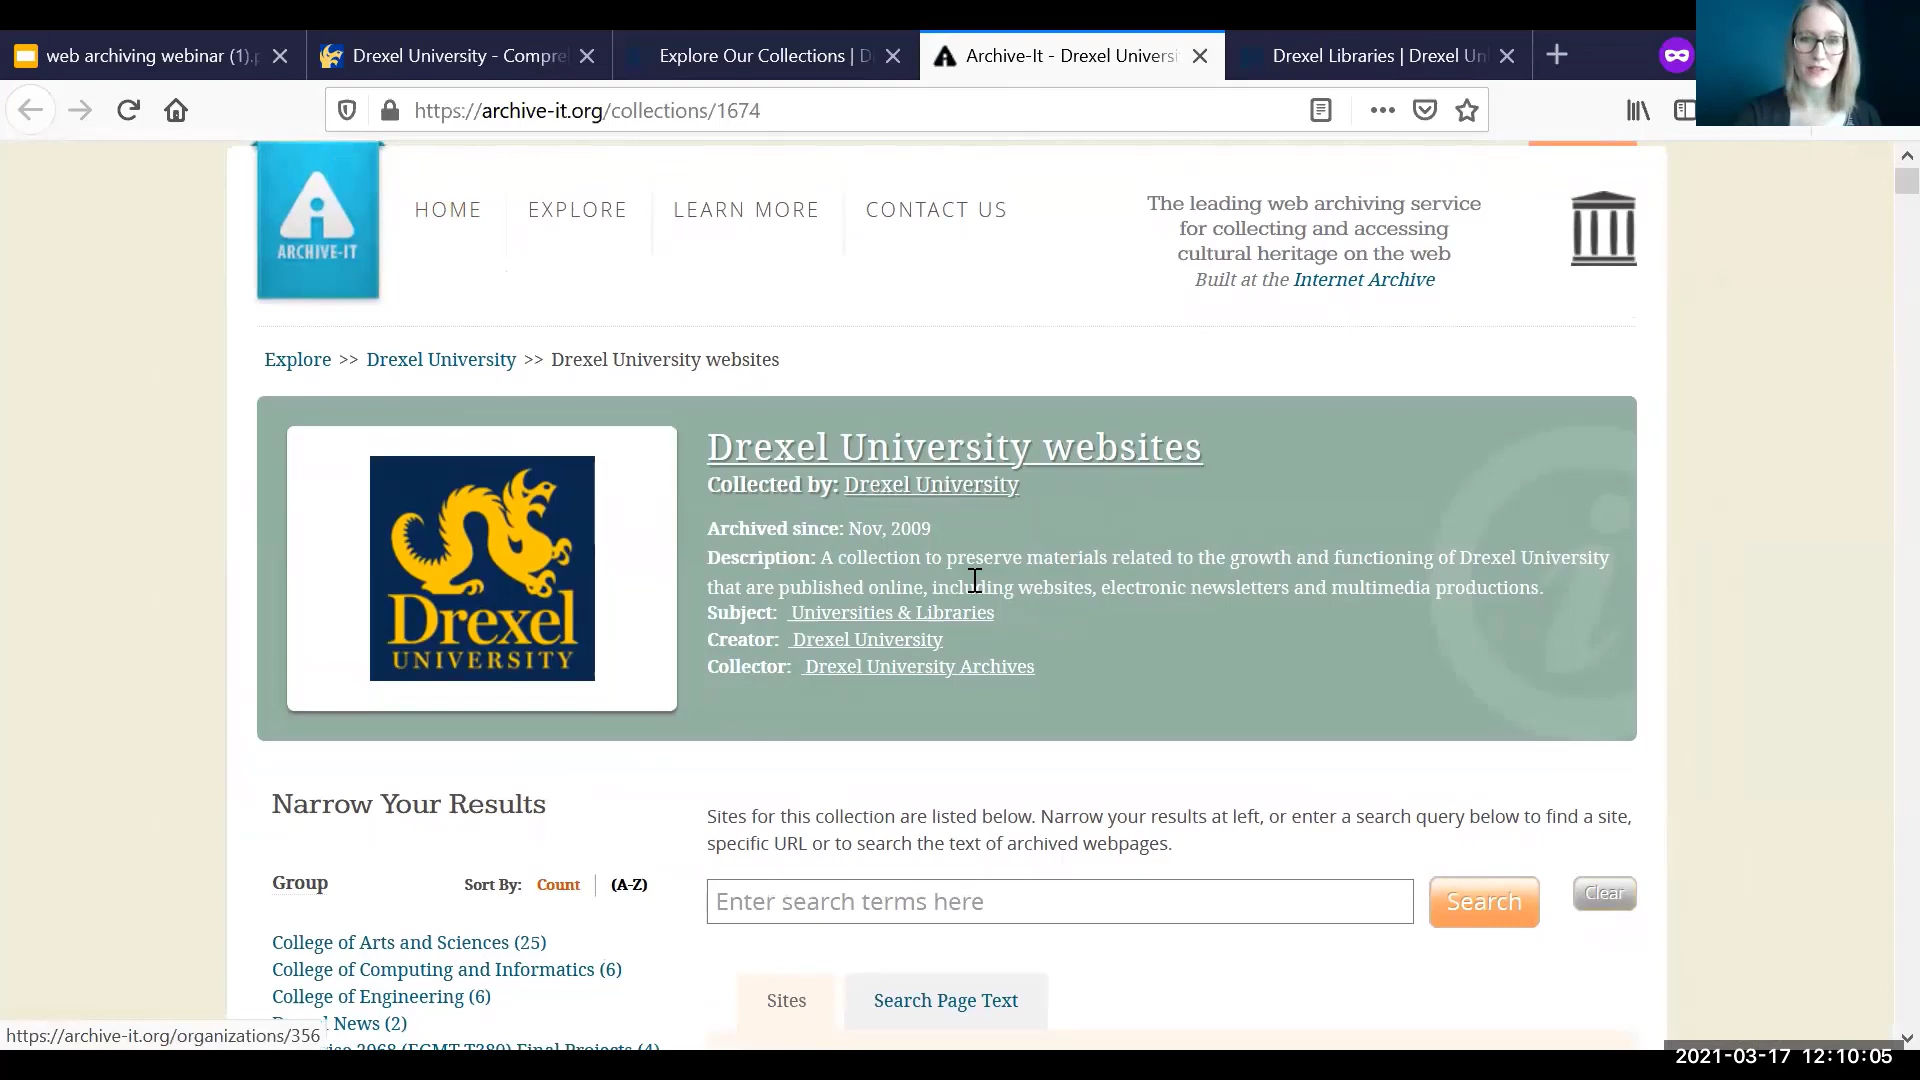 web archiving webinar (1).p
Drexel University - Compre
Explore Our Collections | D
Archive-It - Drexel Universi
Drexel Libraries | Drexel Un
https://archive-it.org/collections/1674
ARCHIVE-IT
HOME
EXPLORE
LEARN MORE
CONTACT US
The leading web archiving service
for collecting and accessing
cultural heritage on the web
Built at the Internet Archive
Explore >> Drexel University >> Drexel University websites
Drexel
UNIVERSITY
Drexel University websites
Collected by: Drexel University
Archived since: Nov, 2009
Description: A collection to preserve materials related to the growth and functioning of Drexel University
that are published online, including websites, electronic newsletters and multimedia productions.
Subject: Universities & Libraries
Creator: Drexel University
Collector: Drexel University Archives
Narrow Your Results
Group
Sort By: Count (A-Z)
College of Arts and Sciences (25)
College of Computing and Informatics (6)
College of Engineering (6)
News (2)
2068 (EGMT T380) Final Projects (4)
Sites for this collection are listed below. Narrow your results at left, or enter a search query below to find a site,
specific URL or to search the text of archived webpages.
Enter search terms here
Search
Clear
Sites
Search Page Text
https://archive-it.org/organizations/356
2021-03-17 12:10:05